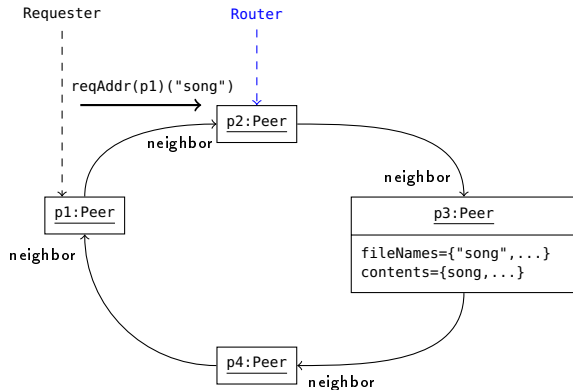 Requester
Router
reqAddr(p1)("song")
p2:Peer
neighbor
neighbor
p1:Peer
p3:Peer
neighbor
fileNames={"song",...}
contents={song,...}
p4:Peer
neighbor